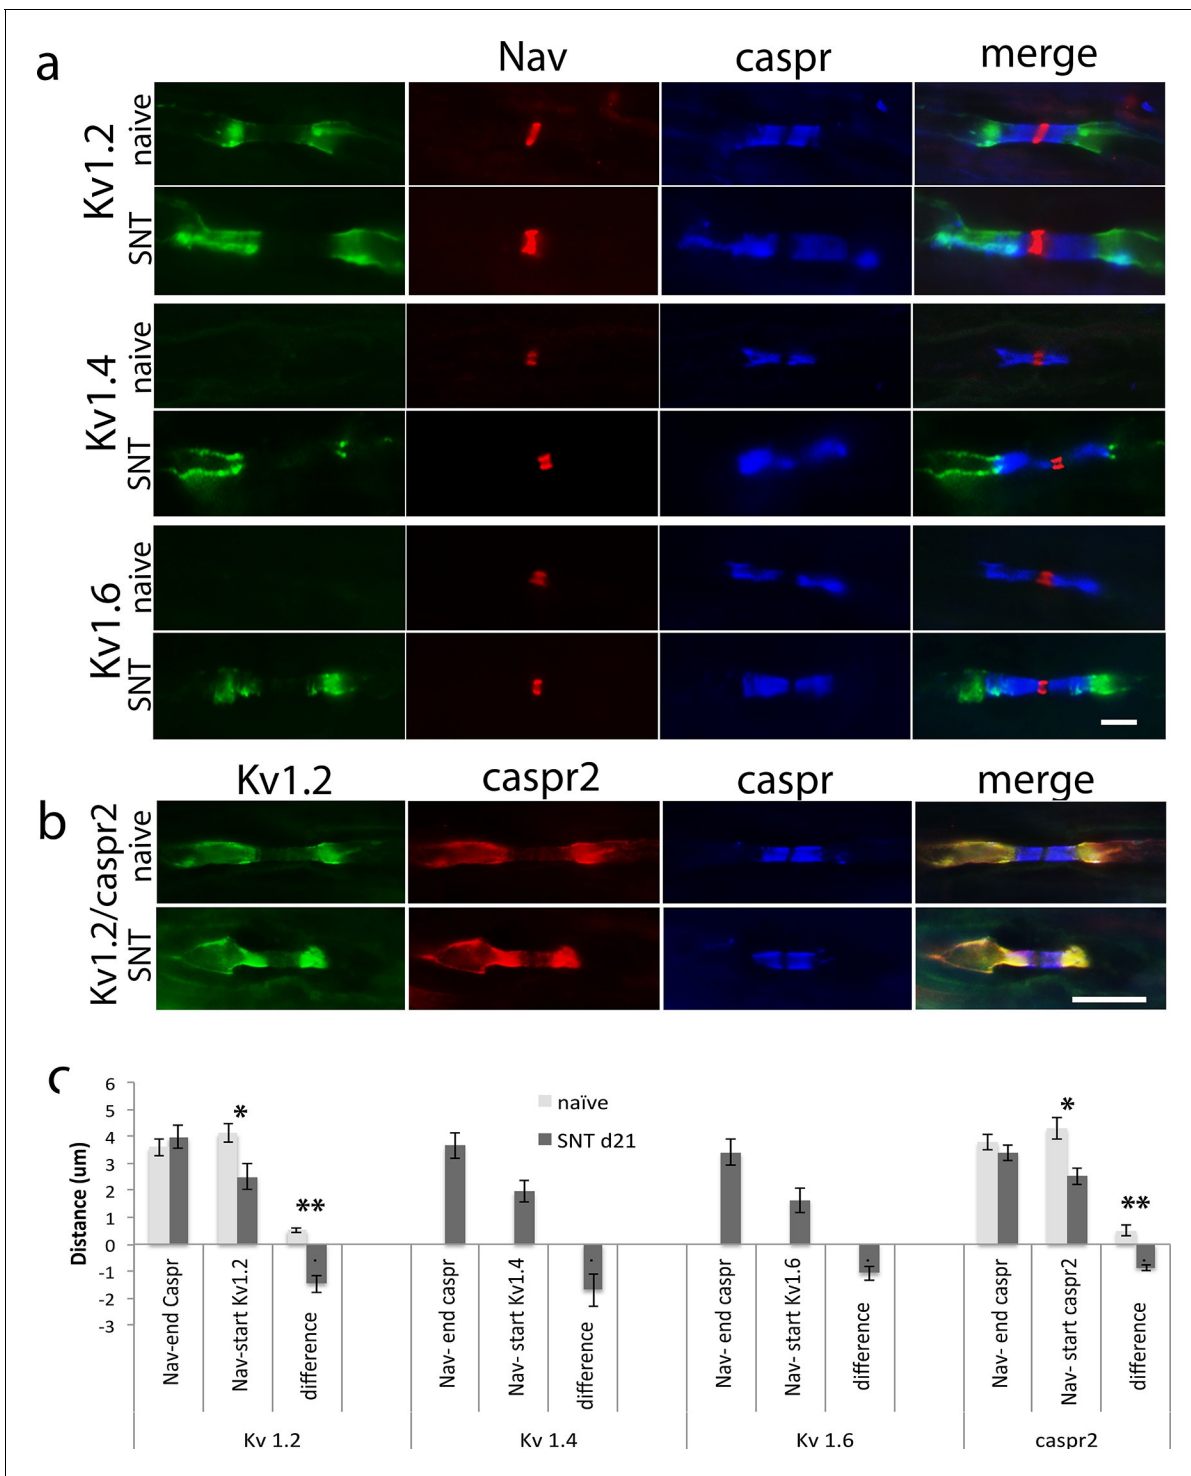 a
Nav caspr merge
Kv1.2
naive
SNT
Kv1.4
naive
SNT
Kv1.6
naive
SNT
b
Kv1.2 caspr2 caspr merge
Kv1.2/caspr2
naive
SNT
c
Distance (um)
6
5
4
3
2
1
0
-1
-2
-3
naïve
SNT d21
*
**
*
**
Nav-end Caspr
Nav-start Kv1.2
difference
Nav- end caspr
Nav- start Kv1.4
difference
Nav- end caspr
Nav- start Kv1.6
difference
Nav- end caspr
Nav- start caspr2
difference
Kv 1.2 Kv 1.4 Kv 1.6 caspr2